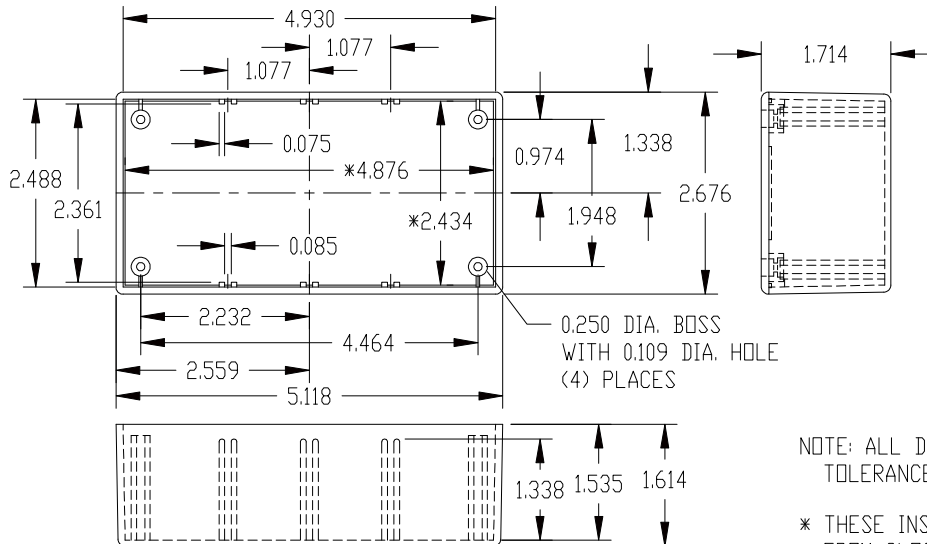 4.930
1.077
1.077
1.714
0.075
0.974
1.338
*4.876
2.488
2.361
*2.434
1.948
2.676
0.085
2.232
4.464
0.250 DIA. BOSS
WITH 0.109 DIA. HOLE
(4) PLACES
2.559
5.118
1.338 1.535 1.614
NOTE: ALL D
TOLERANCE
* THESE INS